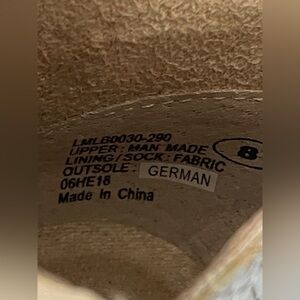 LMLB0030-290
UPPER: MAN MADE
LINING/SOCK: FABRIC
OUTSOLE: GERMAN
06HE18
Made In China
8